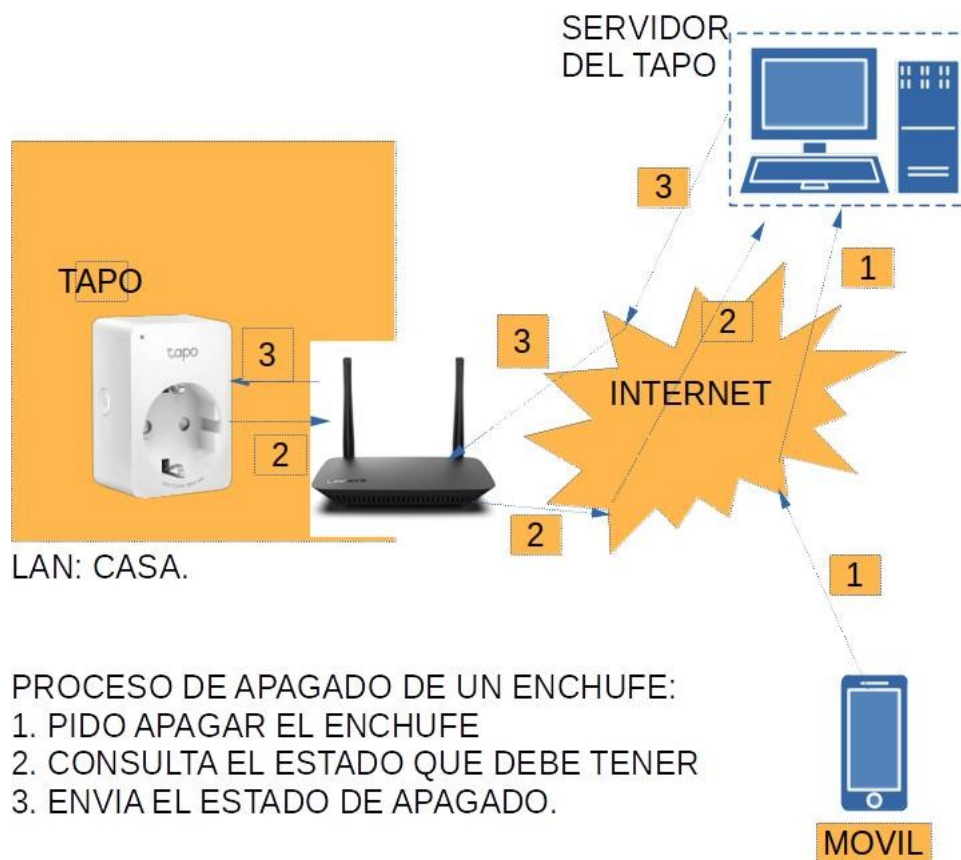 SERVIDOR
DEL TAPO
3
1
TAPO
tapo
3
3
2
INTERNET
2
2
1
LAN: CASA.
PROCESO DE APAGADO DE UN ENCHUFE:
1. PIDO APAGAR EL ENCHUFE
2. CONSULTA EL ESTADO QUE DEBE TENER
3. ENVIA EL ESTADO DE APAGADO.
MOVIL